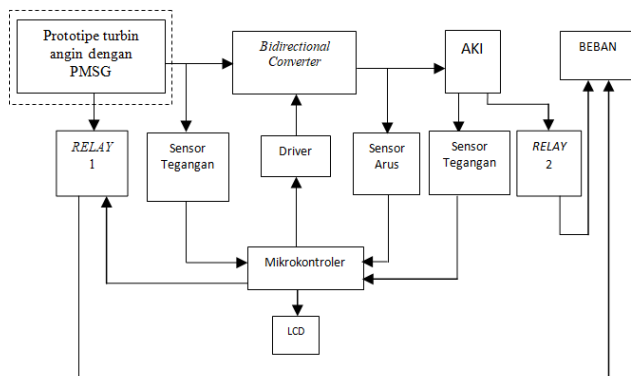 Prototipe turbin
angin dengan
PMSG
Bidirectional
Converter
AKI
BEBAN
RELAY
1
Sensor
Tegangan
Driver
Sensor
Arus
Sensor
Tegangan
RELAY
2
Mikrokontroler
LCD